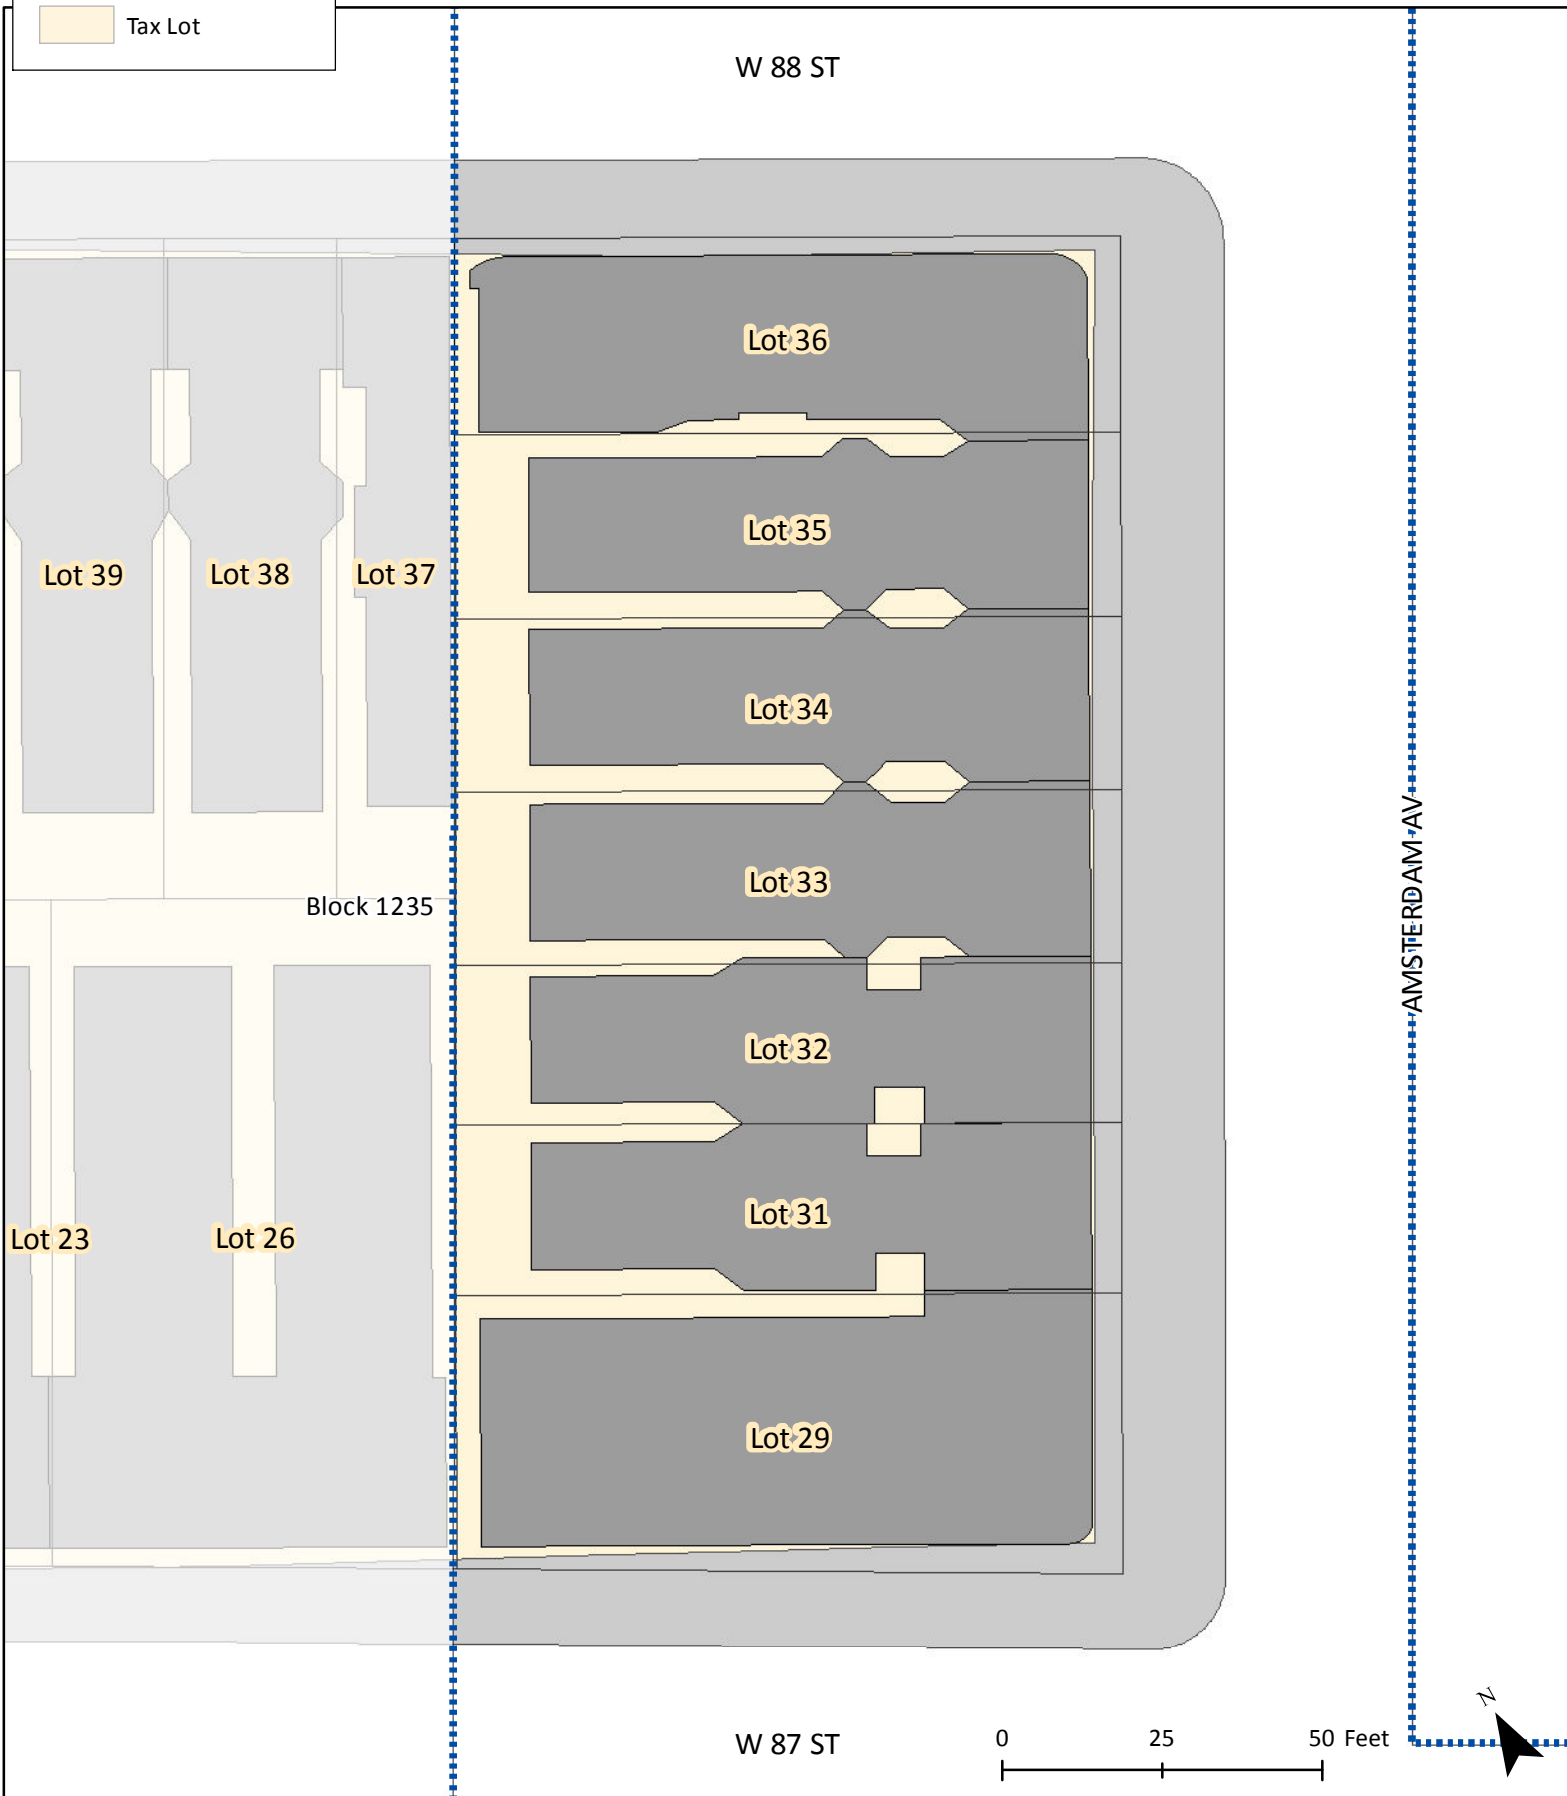 Tax Lot
W 88 ST
Lot 36
Lot 35
Lot 39
Lot 38
Lot 37
Lot 34
Lot 33
Block 1235
AMSTERDAM AV
Lot 32
Lot 31
Lot 23
Lot 26
Lot 29
N
W 87 ST
0 25 50 Feet